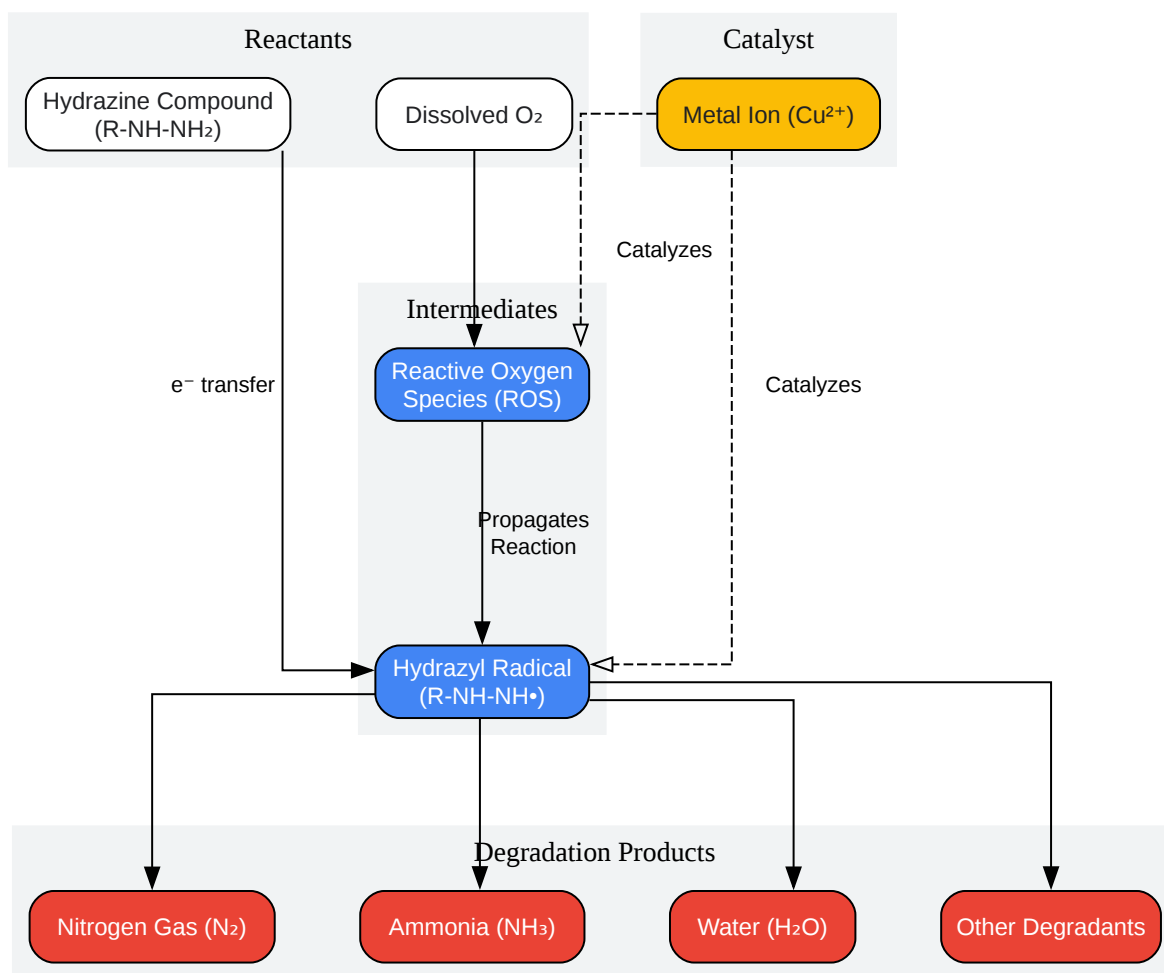 Reactants
Catalyst
Hydrazine Compound
(R-NH-NH₂)
Dissolved O₂
Metal Ion (Cu²⁺)
Catalyzes
Intermediates
Reactive Oxygen
Species (ROS)
e⁻ transfer
Catalyzes
Propagates
Reaction
Hydrazyl Radical
(R-NH-NH•)
Degradation Products
Nitrogen Gas (N₂)
Ammonia (NH₃)
Water (H₂O)
Other Degradants